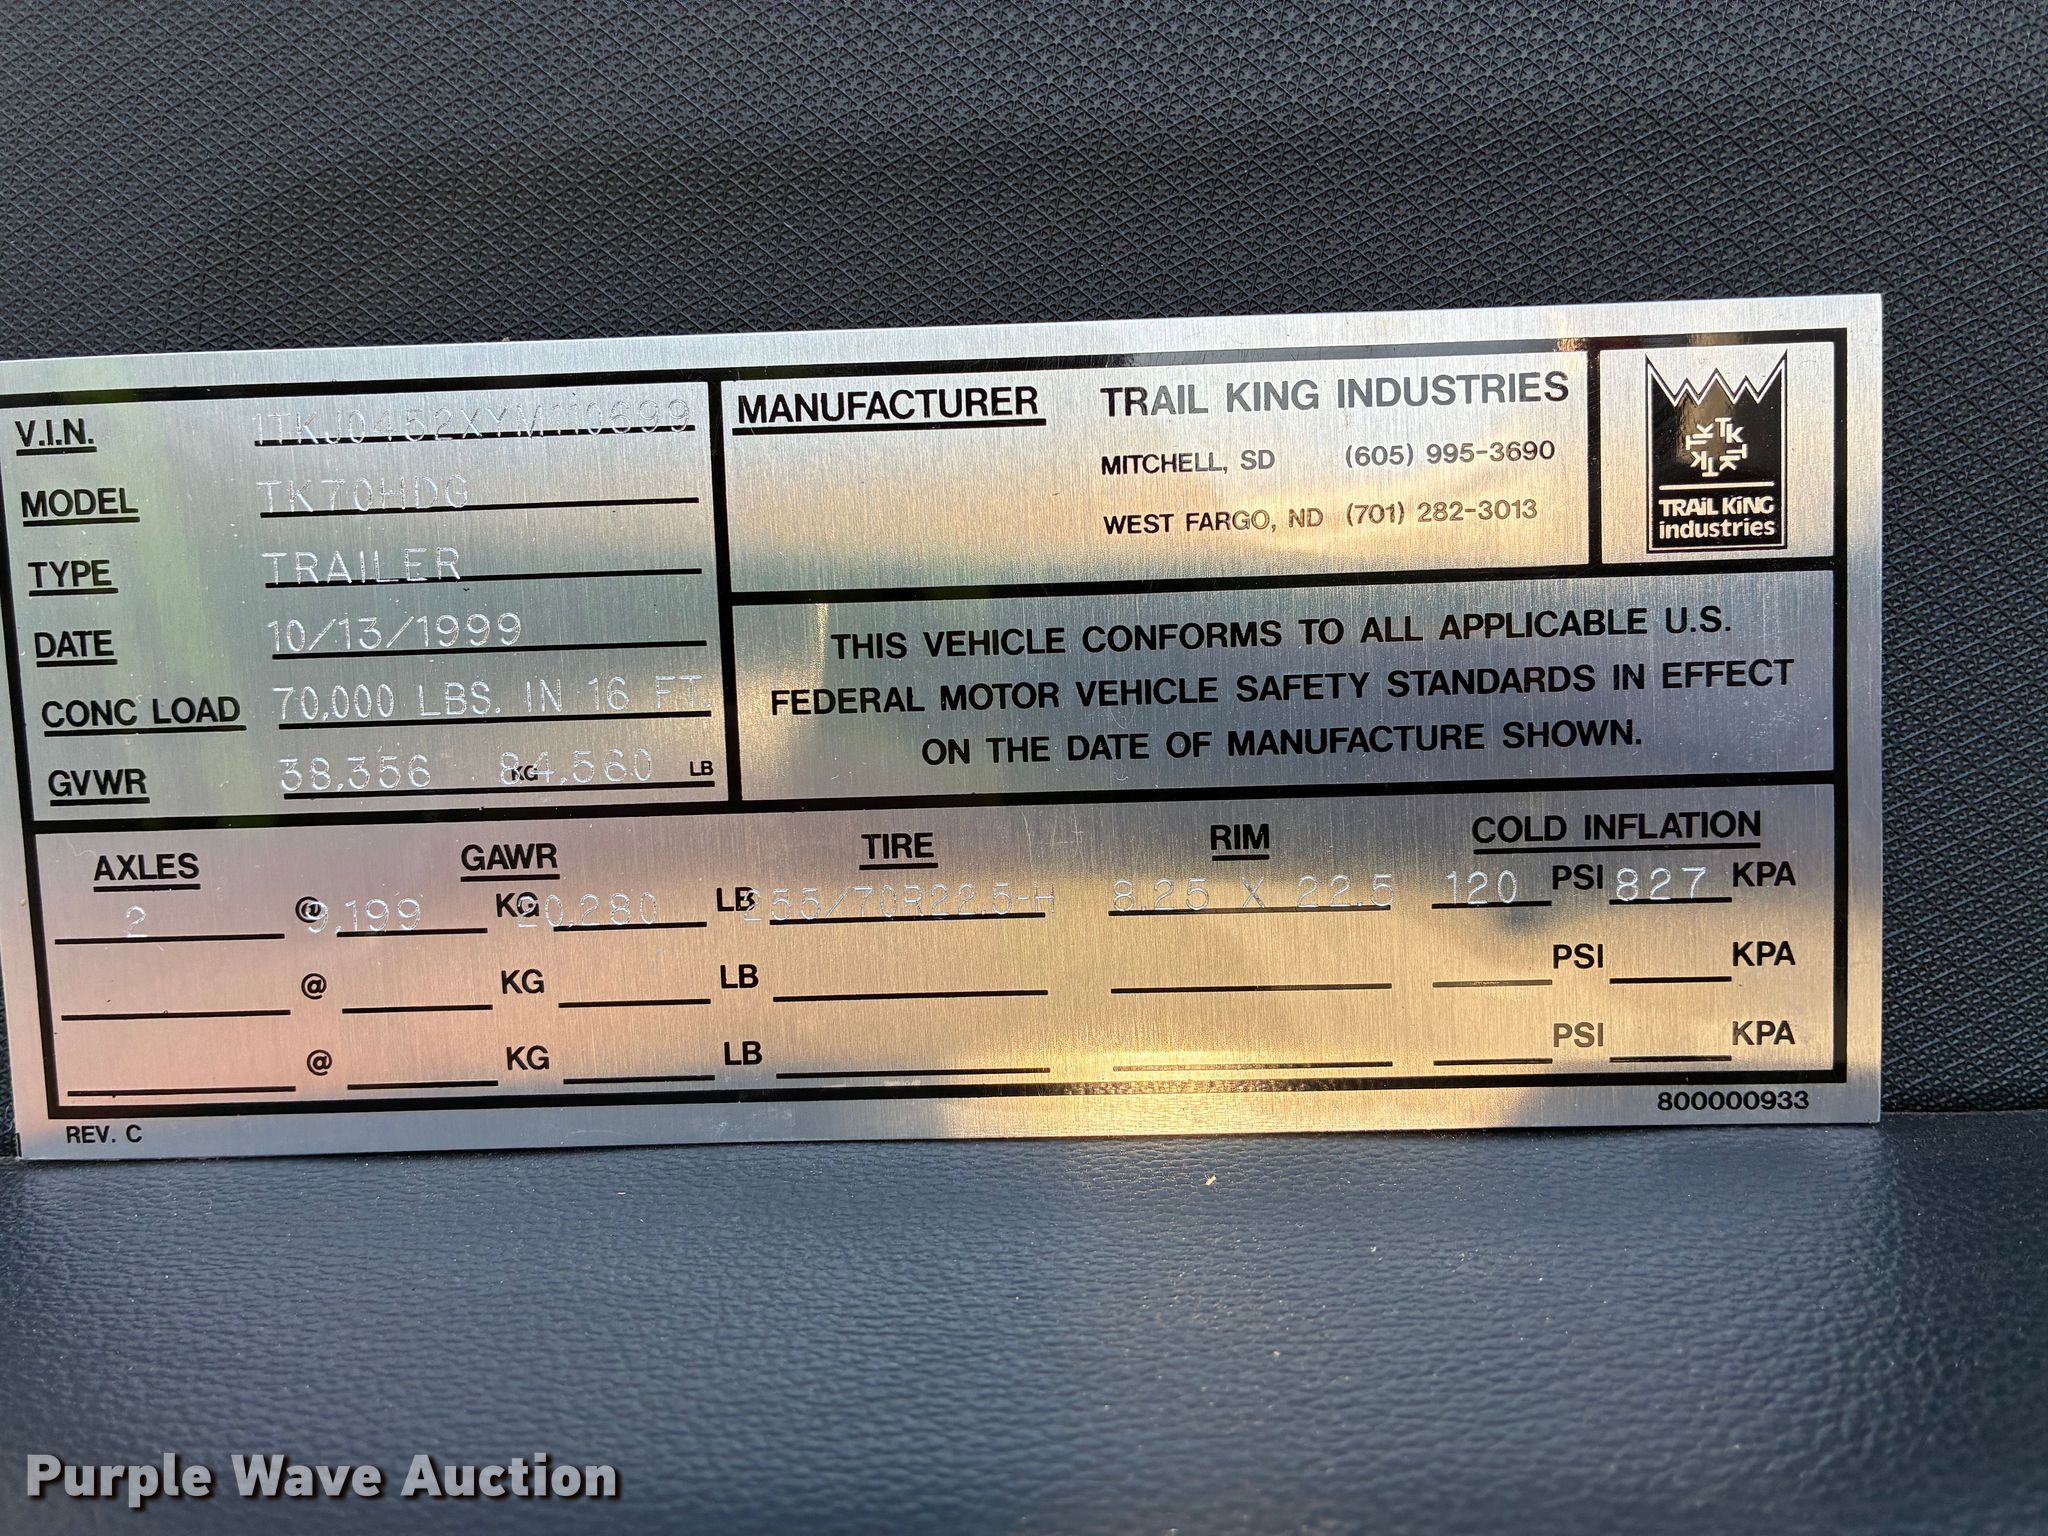 V.I.N. 1TKJ0452XYM110699
MODEL TK70HDG
TYPE TRAILER
DATE 10/13/1999
CONC LOAD 70,000 LBS. IN 16 FT.
GVWR 38,356 KG 84,560 LB
MANUFACTURER TRAIL KING INDUSTRIES
MITCHELL, SD (605) 995-3690
WEST FARGO, ND (701) 282-3013
TK TK TK TK
TRAIL KING
industries
THIS VEHICLE CONFORMS TO ALL APPLICABLE U.S.
FEDERAL MOTOR VEHICLE SAFETY STANDARDS IN EFFECT
ON THE DATE OF MANUFACTURE SHOWN.
AXLES GAWR TIRE RIM COLD INFLATION
2 @ 9,199 KG 20,280 LB 255/70R22.5-H 8.25 X 22.5 120 PSI 827 KPA
@ KG LB PSI KPA
@ KG LB PSI KPA
REV. C 800000933
Purple Wave Auction